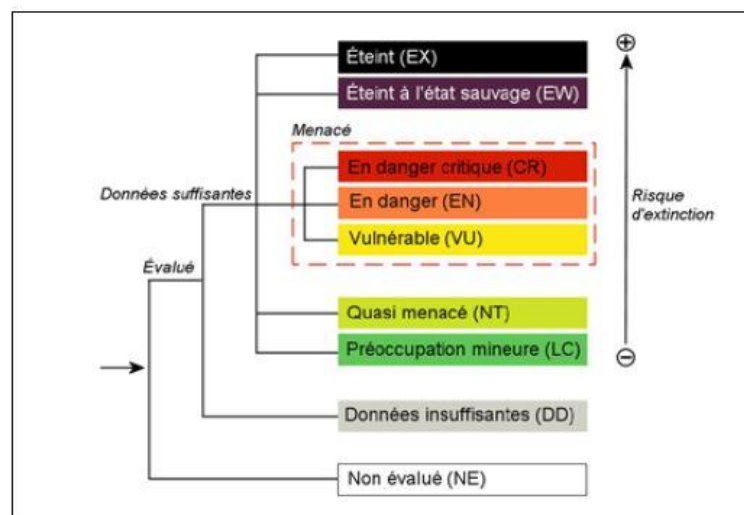 Éteint (EX)
Éteint à l'état sauvage (EW)
Menacé
En danger critique (CR)
Données suffisantes
En danger (EN)
Risque
d'extinction
Vulnérable (VU)
Évalué
Quasi menacé (NT)
Préoccupation mineure (LC)
Données insuffisantes (DD)
Non évalué (NE)